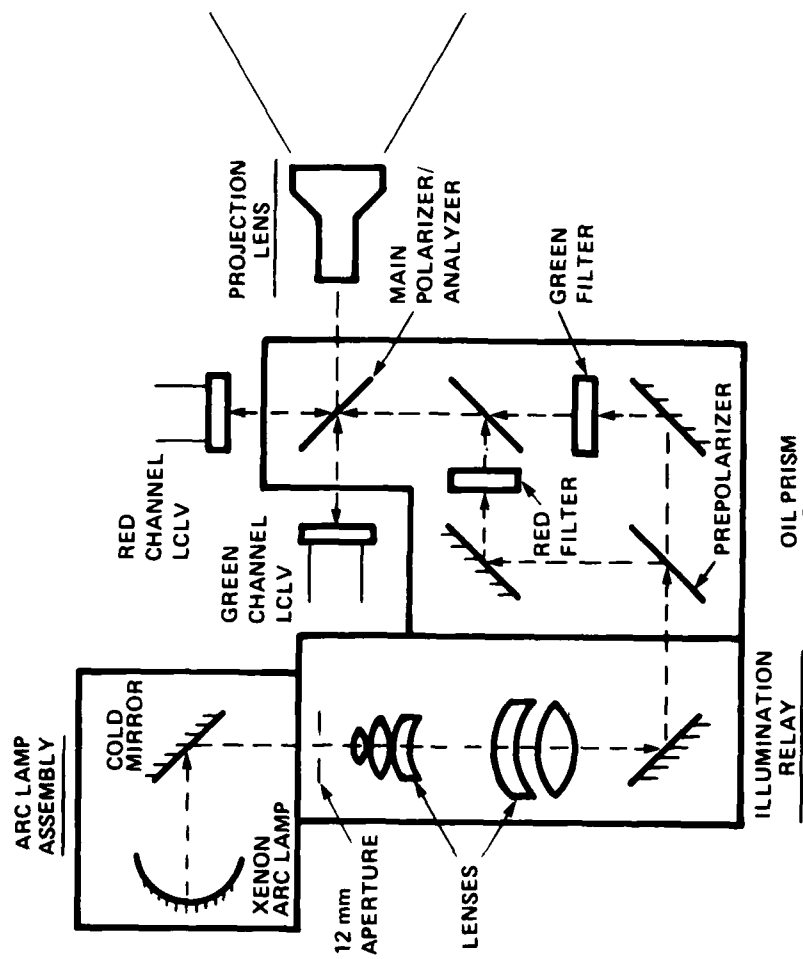 ARC LAMP
ASSEMBLY
COLD
MIRROR
XENON
ARC LAMP
12 mm
APERTURE
LENSES
ILLUMINATION
RELAY
RED
CHANNEL
LCLV
GREEN
CHANNEL
LCLV
RED
FILTER
PREPOLARIZER
OIL PRISM
PROJECTION
LENS
MAIN
POLARIZER/
ANALYZER
GREEN
FILTER